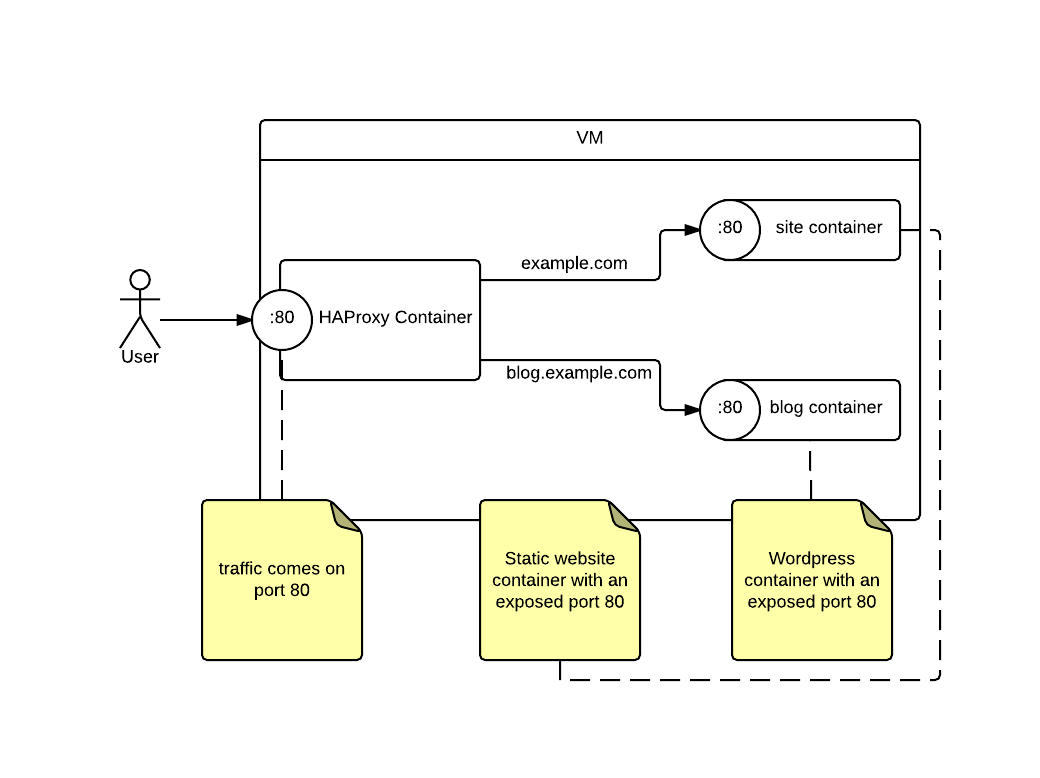 VM
:80 site container
example.com
:80 HAProxy Container
User
blog.example.com
:80 blog container
traffic comes on
port 80
Static website
container with an
exposed port 80
Wordpress
container with an
exposed port 80